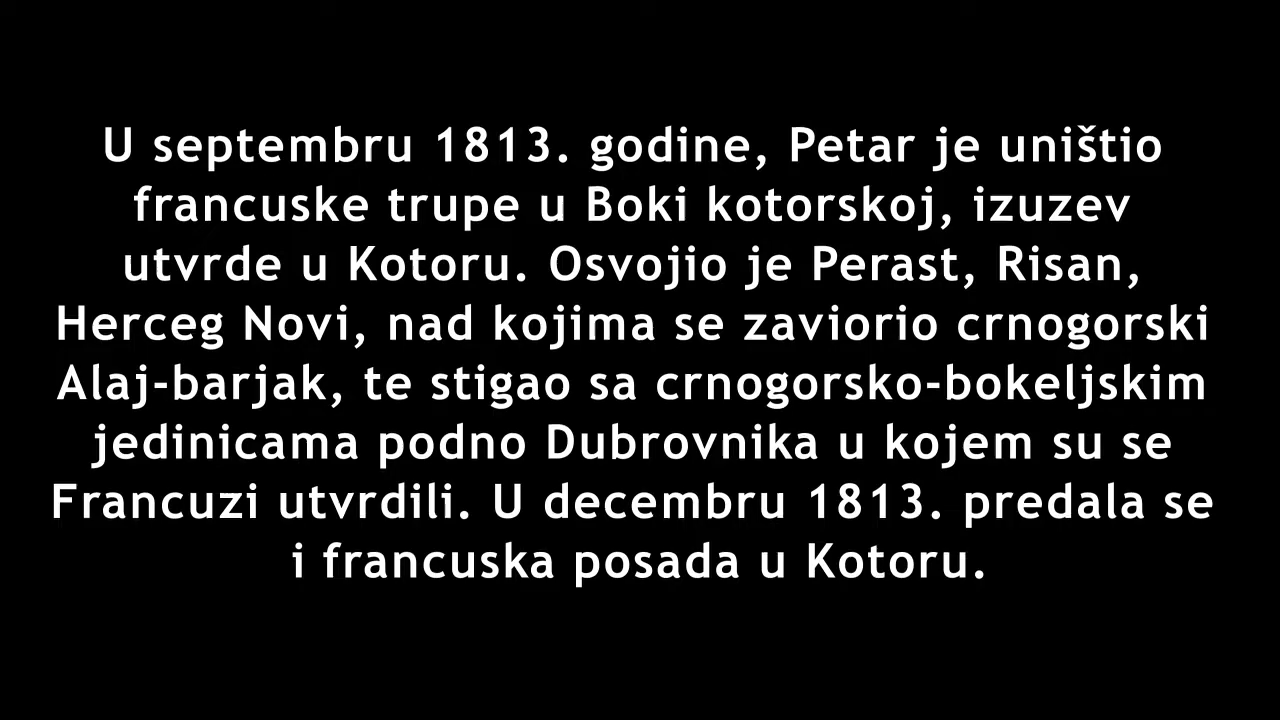 U septembru 1813. godine, Petar je uništio
francuske trupe u Boki kotorskoj, izuzev
utvrde u Kotoru. Osvojio je Perast, Risan,
Herceg Novi, nad kojima se zaviorio crnogorski
Alaj-barjak, te stigao sa crnogorsko-bokeljskim
jedinicama podno Dubrovnika u kojem su se
Francuzi utvrdili. U decembru 1813. predala se
i francuska posada u Kotoru.